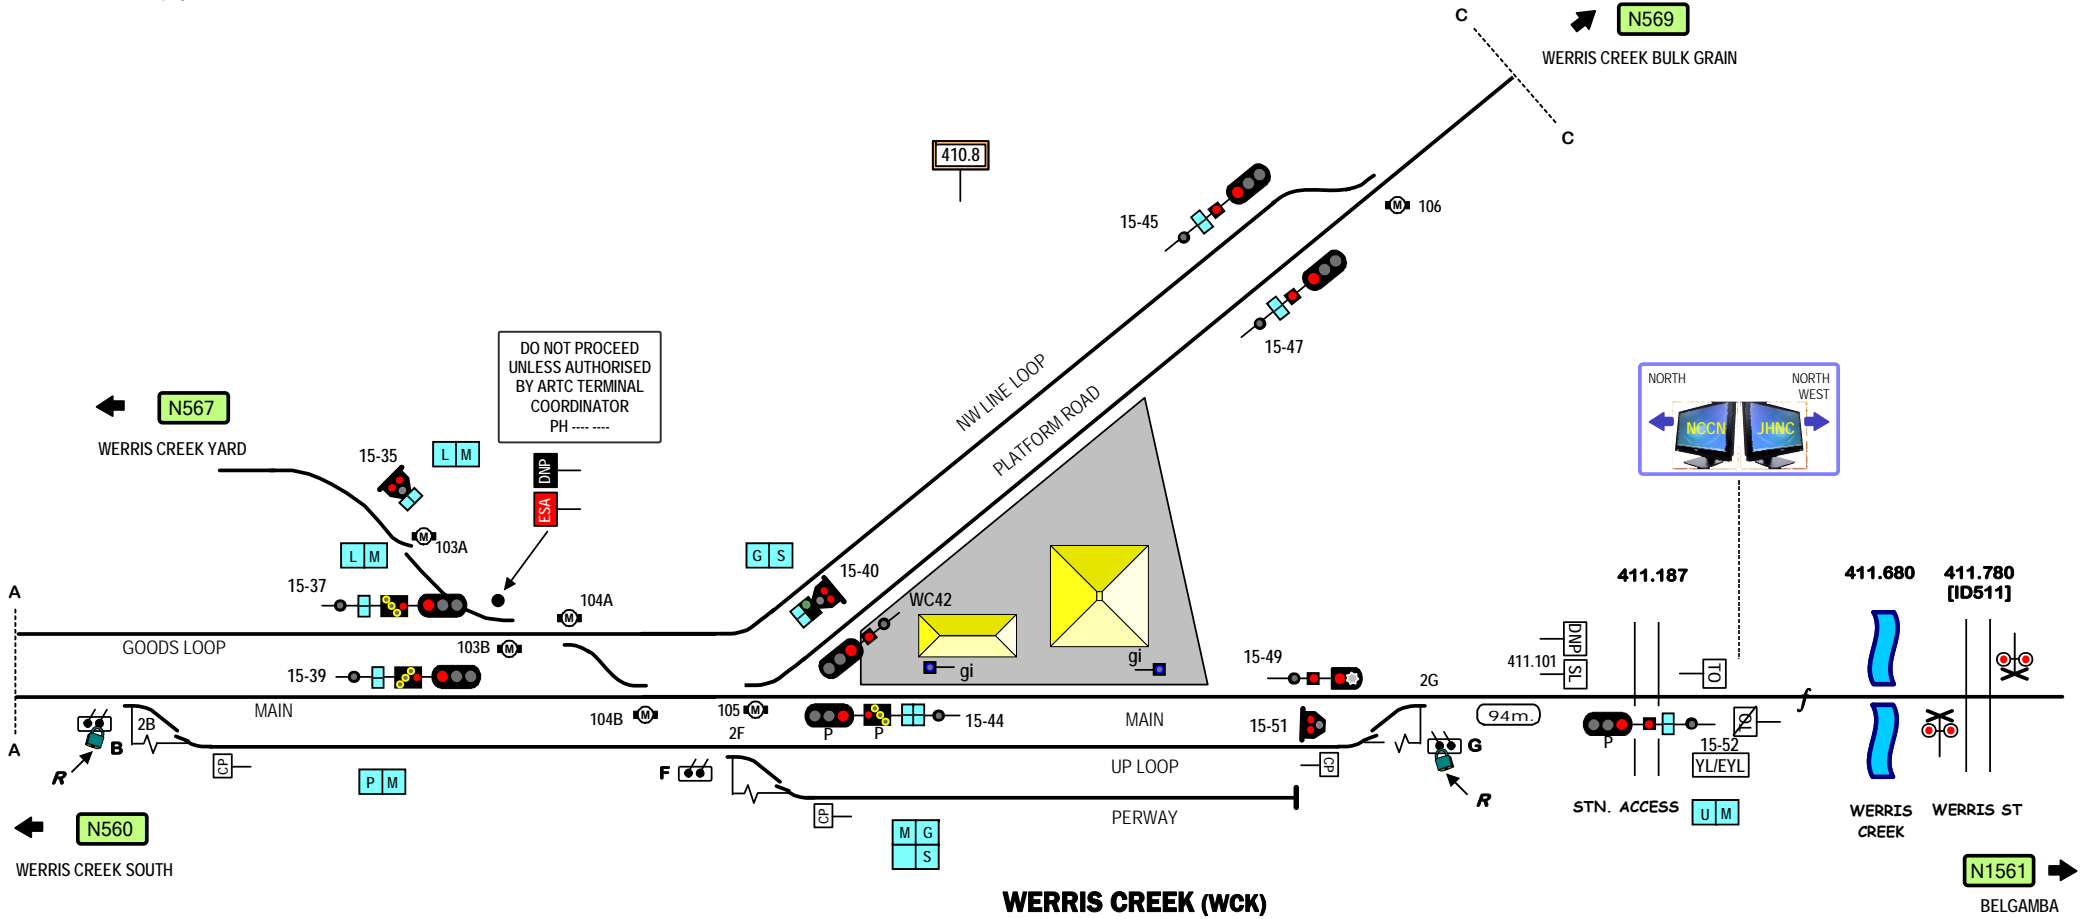 C
N569
WERRIS CREEK BULK GRAIN
C
410.8
15-45
106
15-47
DO NOT PROCEED
UNLESS AUTHORISED
BY ARTC TERMINAL
COORDINATOR
PH ---- ----
N567
WERRIS CREEK YARD
NW LINE LOOP
PLATFORM ROAD
NORTH
NORTH
WEST
NCCN
JHNC
15-35
L M
DNP
ESA
M
103A
L M
G S
15-40
15-37
M
104A
WC42
411.187
411.680
411.780
[ID511]
A
GOODS LOOP
103B
M
15-39
gi
gi
15-49
411.101
DNP
SL
TO
2G
MAIN
104B
M
105
M
P
P
15-44
MAIN
15-51
94m.
P
15-52
OL
YL/EYL
A
B
2B
R
CP
2F
F
UP LOOP
CP
G
R
P M
CP
PERWAY
STN. ACCESS
U M
WERRIS
CREEK
WERRIS ST
N560
WERRIS CREEK SOUTH
M G
S
N1561
BELGAMBA
WERRIS CREEK (WCK)